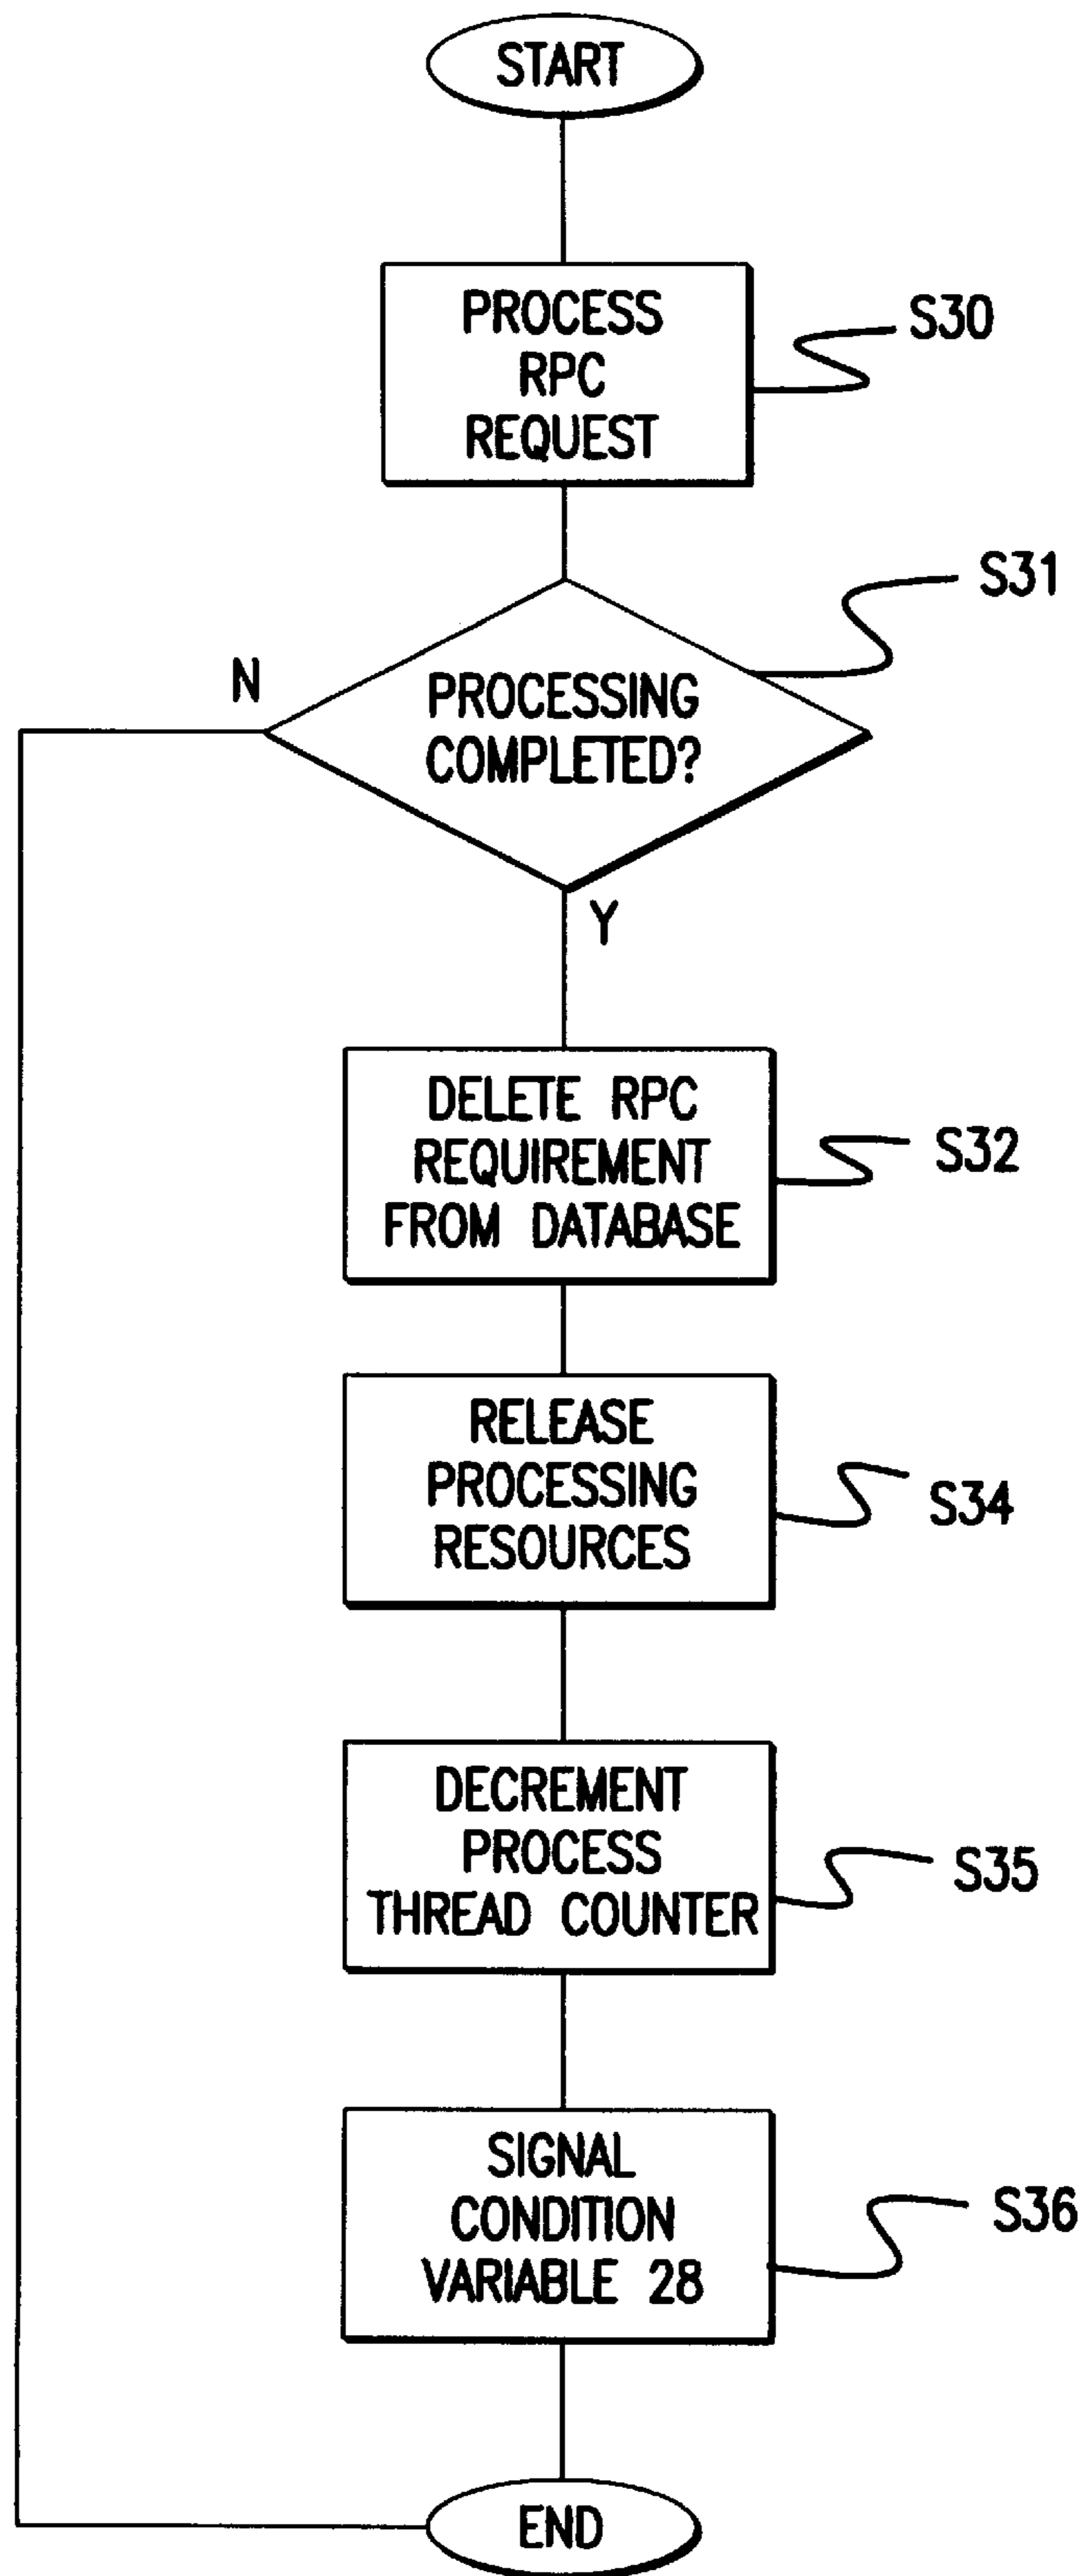 START
PROCESS
RPC
REQUEST
S30
S31
N
PROCESSING
COMPLETED?
Y
DELETE RPC
REQUIREMENT
FROM DATABASE
S32
RELEASE
PROCESSING
RESOURCES
S34
DECREMENT
PROCESS
THREAD COUNTER
S35
SIGNAL
CONDITION
VARIABLE 28
S36
END